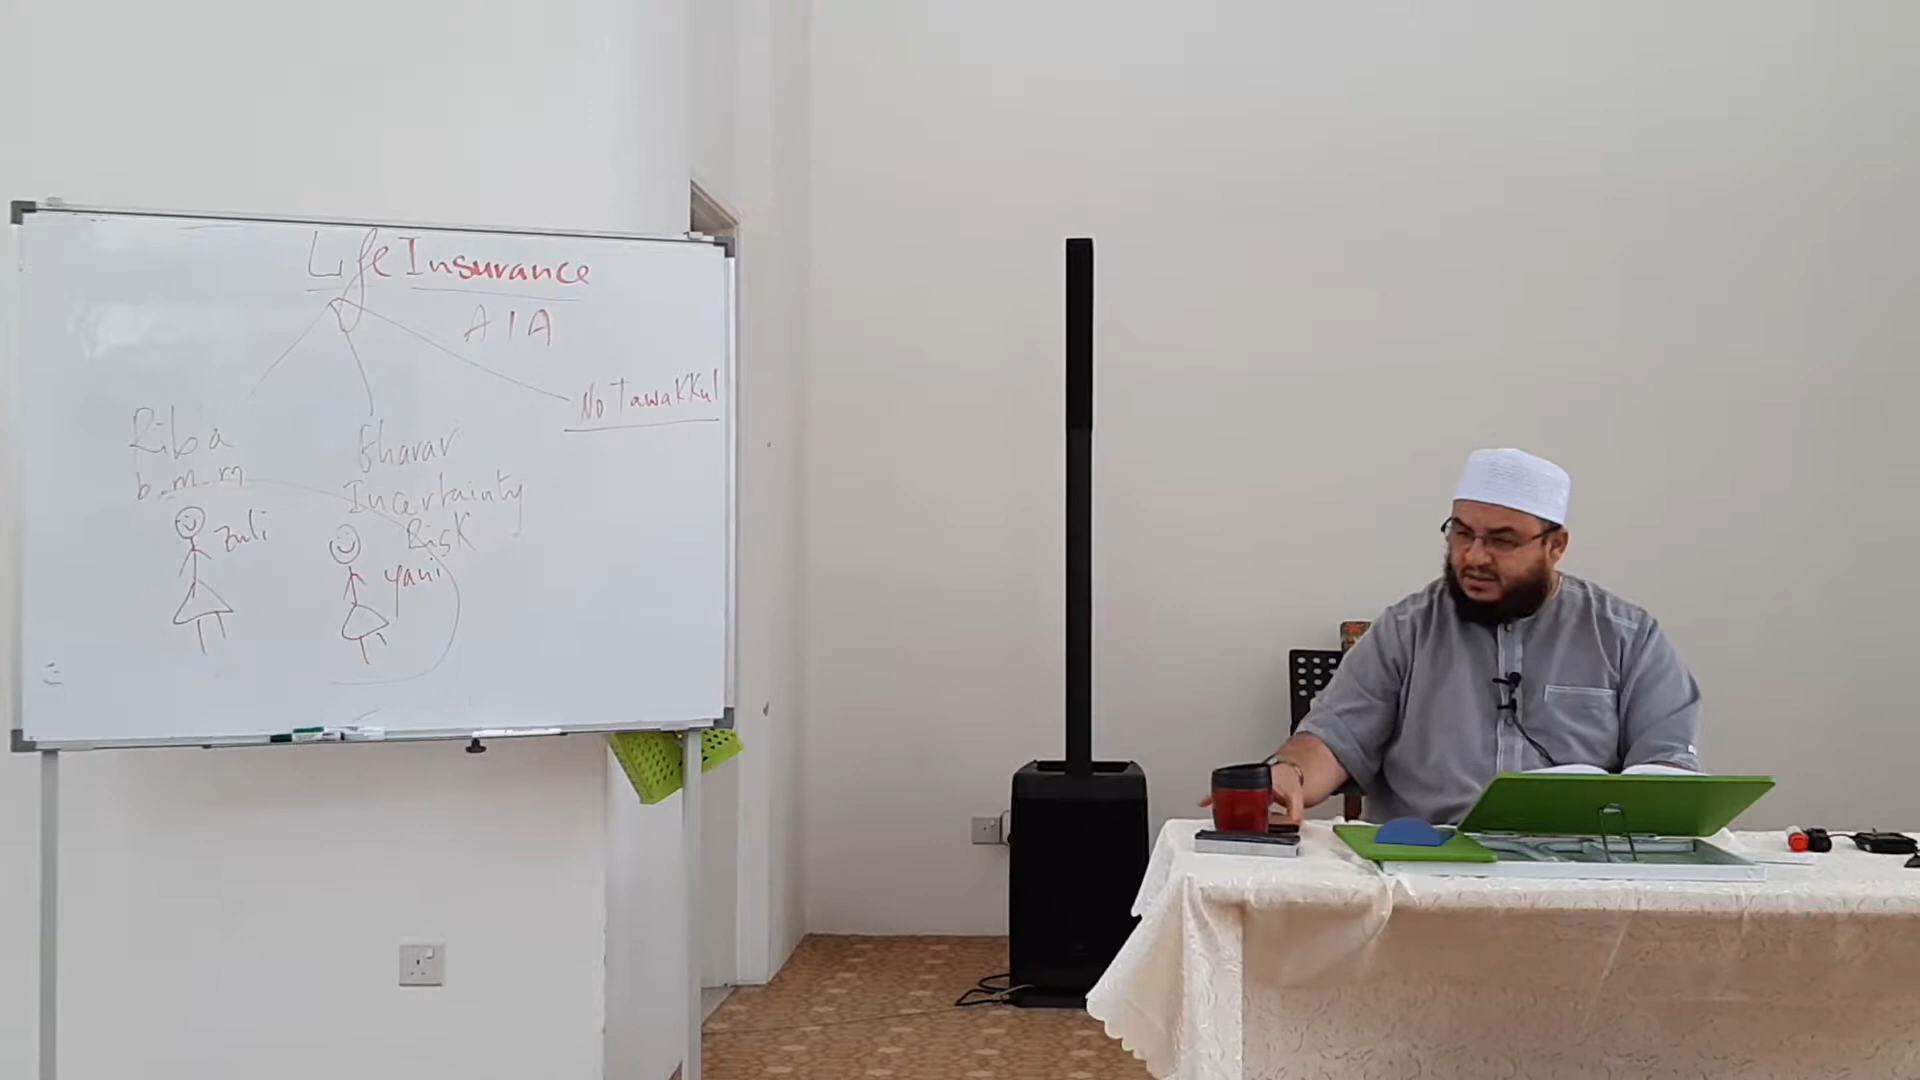 Life Insurance
AIA
No Tawakkul
Riba
b.m.m
Gharar
Incertainty
Risk
Zuli
Yani